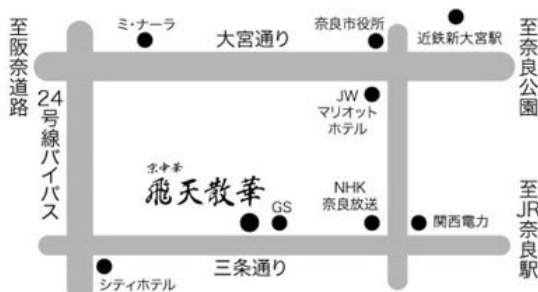 至阪奈道路
ミ・ナーラ
大宮通り
奈良市役所
近鉄新大宮駅
至奈良公園
24号線バイパス
JW
マリオット
ホテル
京中華
飛天散華
GS
NHK
奈良放送
関西電力
至JR奈良駅
三条通り
シティホテル